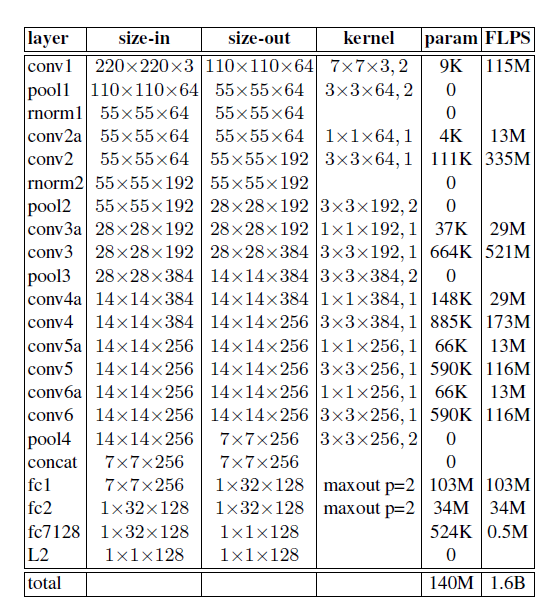 layer size-in size-out kernel param FLPS
conv1 220×220×3 110×110×64 7×7×3, 2 9K 115M
pool1 110×110×64 55×55×64 3×3×64, 2 0
rnorm1 55×55×64 55×55×64 0
conv2a 55×55×64 55×55×64 1×1×64, 1 4K 13M
conv2 55×55×64 55×55×192 3×3×64, 1 111K 335M
rnorm2 55×55×192 55×55×192 0
pool2 55×55×192 28×28×192 3×3×192, 2 0
conv3a 28×28×192 28×28×192 1×1×192, 1 37K 29M
conv3 28×28×192 28×28×384 3×3×192, 1 664K 521M
pool3 28×28×384 14×14×384 3×3×384, 2 0
conv4a 14×14×384 14×14×384 1×1×384, 1 148K 29M
conv4 14×14×384 14×14×256 3×3×384, 1 885K 173M
conv5a 14×14×256 14×14×256 1×1×256, 1 66K 13M
conv5 14×14×256 14×14×256 3×3×256, 1 590K 116M
conv6a 14×14×256 14×14×256 1×1×256, 1 66K 13M
conv6 14×14×256 14×14×256 3×3×256, 1 590K 116M
pool4 14×14×256 7×7×256 3×3×256, 2 0
concat 7×7×256 7×7×256 0
fc1 7×7×256 1×32×128 maxout p=2 103M 103M
fc2 1×32×128 1×32×128 maxout p=2 34M 34M
fc7128 1×32×128 1×1×128 524K 0.5M
L2 1×1×128 1×1×128 0
total 140M 1.6B